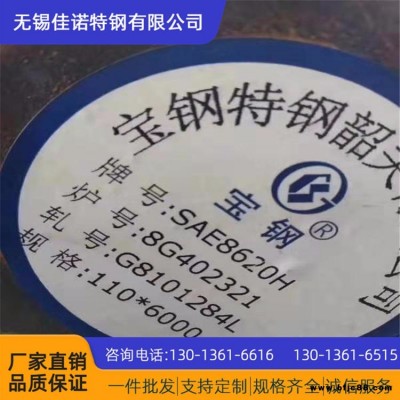 无锡佳诺特钢有限公司
宝钢特钢韶关
宝钢
®
牌 号:SAE8620H
炉 号:8G402321
轧 号:G8101284L
规 格:110*6000
厂家直销
品质保证
咨询电话:130-1361-6616 130-1361-6515
一件批发|支持定制|规格齐全|诚信服务